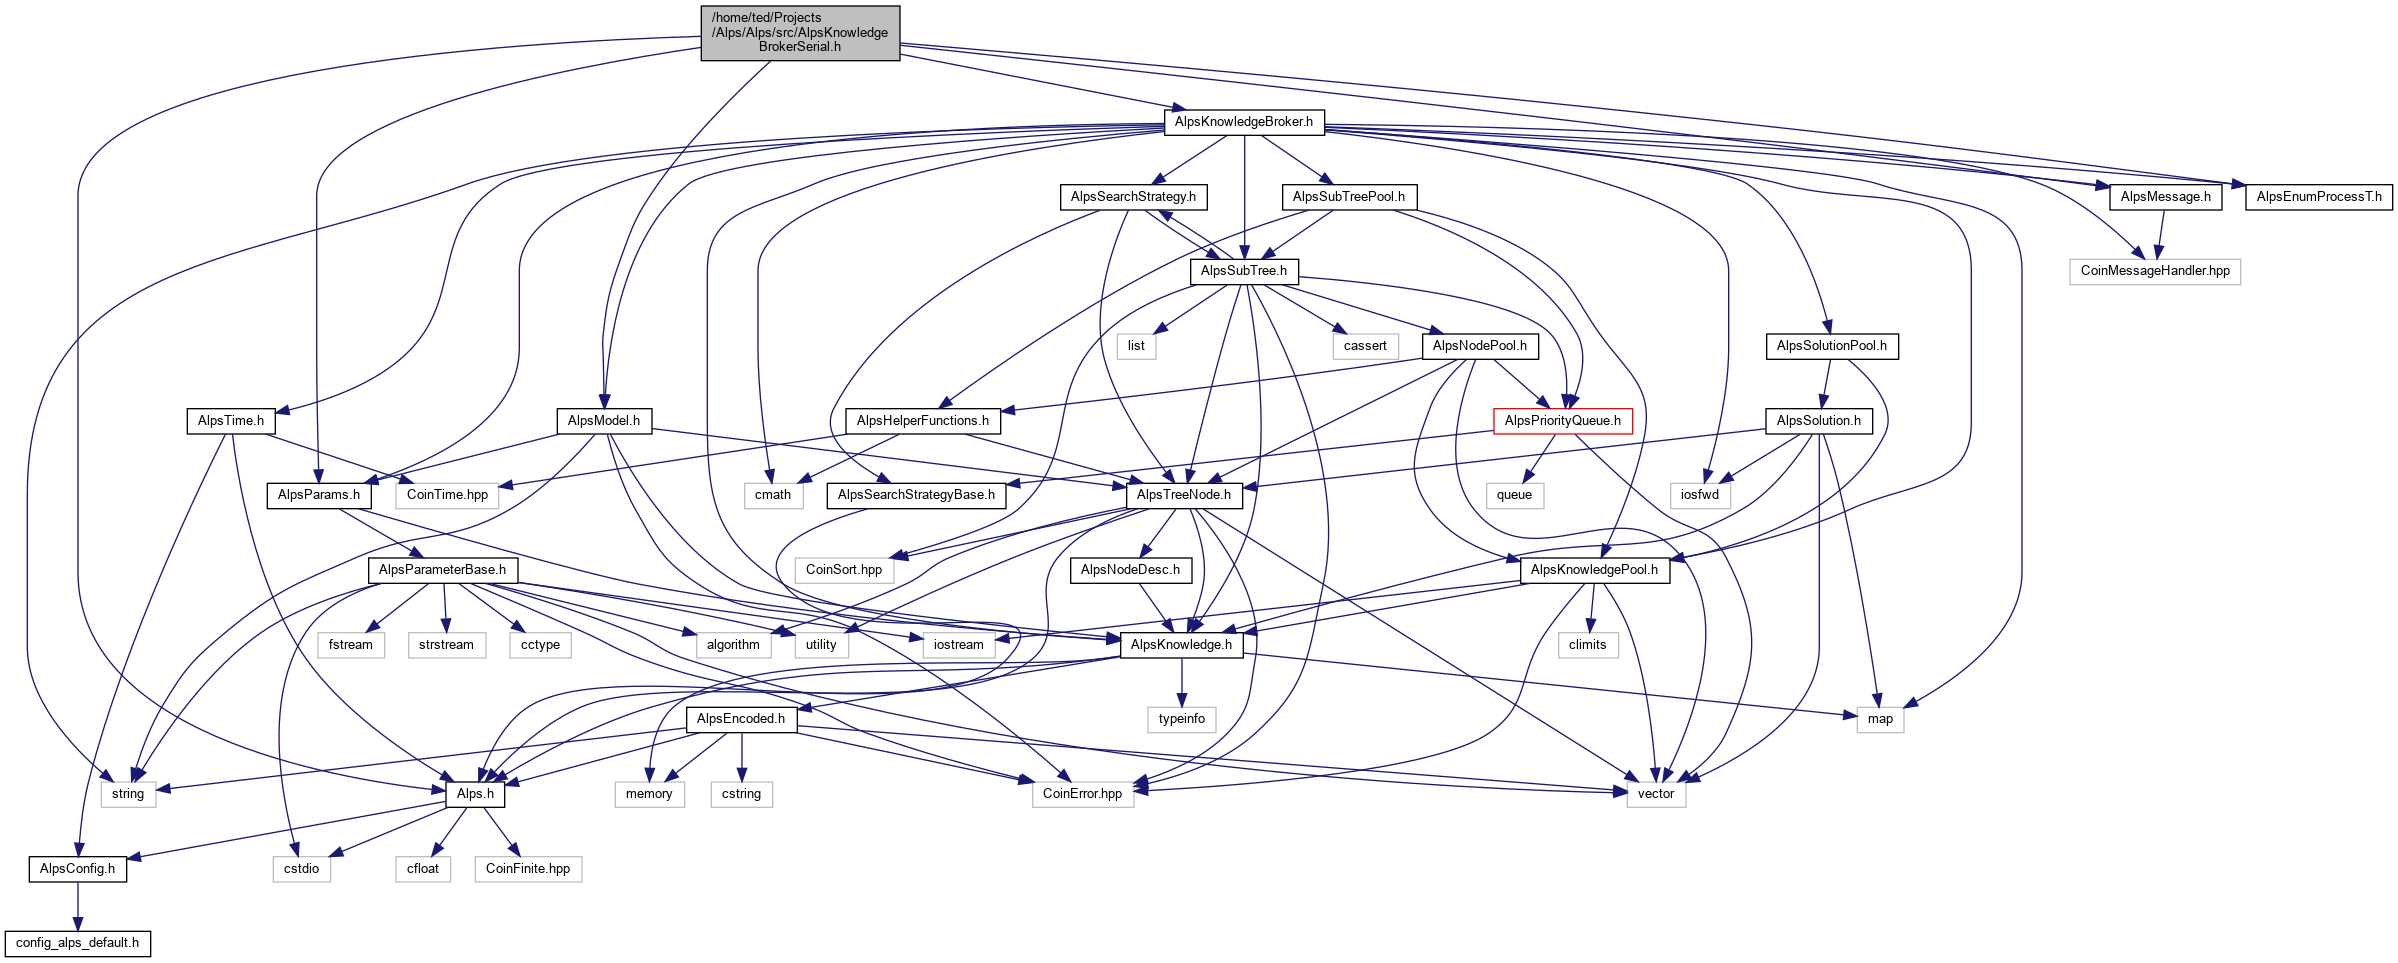 /home/ted/Projects
/Alps/Alps/src/AlpsKnowledge
BrokerSerial.h
AlpsKnowledgeBroker.h
AlpsSearchStrategy.h
AlpsSubTreePool.h
AlpsMessage.h
AlpsEnumProcessT.h
AlpsSubTree.h
CoinMessageHandler.hpp
list
cassert
AlpsNodePool.h
AlpsSolutionPool.h
AlpsTime.h
AlpsModel.h
AlpsHelperFunctions.h
AlpsPriorityQueue.h
AlpsSolution.h
AlpsParams.h
CoinTime.hpp
cmath
AlpsSearchStrategyBase.h
AlpsTreeNode.h
queue
iosfwd
AlpsParameterBase.h
CoinSort.hpp
AlpsNodeDesc.h
AlpsKnowledgePool.h
fstream
strstream
cctype
algorithm
utility
iostream
AlpsKnowledge.h
climits
AlpsEncoded.h
typeinfo
map
string
Alps.h
memory
cstring
CoinError.hpp
vector
AlpsConfig.h
cstdio
cfloat
CoinFinite.hpp
config_alps_default.h